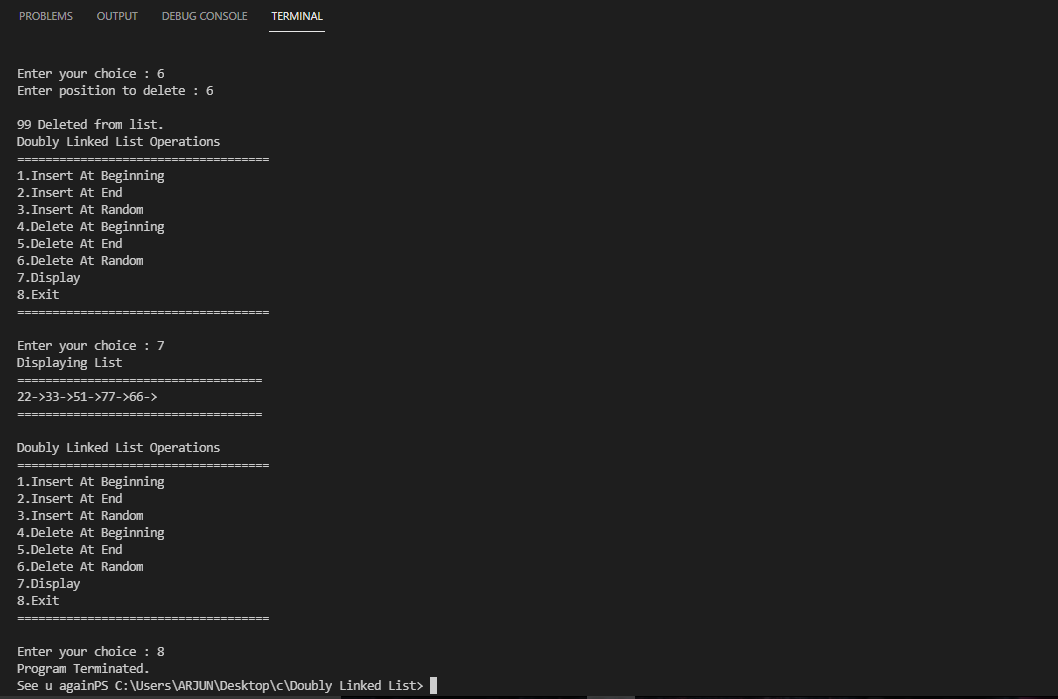 PROBLEMS OUTPUT DEBUG CONSOLE TERMINAL
Enter your choice : 6
Enter position to delete : 6
99 Deleted from list.
Doubly Linked List Operations
====================================
1.Insert At Beginning
2.Insert At End
3.Insert At Random
4.Delete At Beginning
5.Delete At End
6.Delete At Random
7.Display
8.Exit
====================================
Enter your choice : 7
Displaying List
===================================
22->33->51->77->66->
===================================
Doubly Linked List Operations
====================================
1.Insert At Beginning
2.Insert At End
3.Insert At Random
4.Delete At Beginning
5.Delete At End
6.Delete At Random
7.Display
8.Exit
====================================
Enter your choice : 8
Program Terminated.
See u againPS C:\Users\ARJUN\Desktop\c\Doubly Linked List>